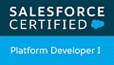 SALESFORCE
CERTIFIED
Platform Developer I